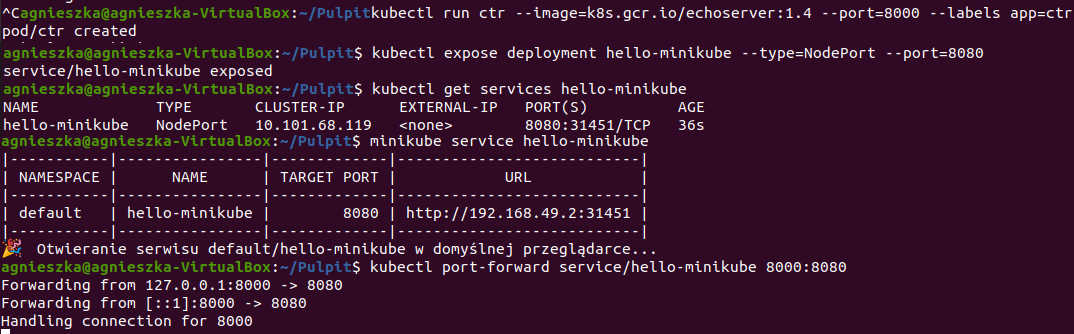 ^Cagnieszka@agnieszka-VirtualBox:~/Pulpitkubectl run ctr --image=k8s.gcr.io/echoserver:1.4 --port=8000 --labels app=ctr
pod/ctr created
agnieszka@agnieszka-VirtualBox:~/Pulpit$ kubectl expose deployment hello-minikube --type=NodePort --port=8080
service/hello-minikube exposed
agnieszka@agnieszka-VirtualBox:~/Pulpit$ kubectl get services hello-minikube
NAME             TYPE       CLUSTER-IP      EXTERNAL-IP   PORT(S)          AGE
hello-minikube   NodePort   10.101.68.119   <none>        8080:31451/TCP   36s
agnieszka@agnieszka-VirtualBox:~/Pulpit$ minikube service hello-minikube
|-----------|----------------|-------------|---------------------------|
| NAMESPACE |      NAME      | TARGET PORT |            URL            |
|-----------|----------------|-------------|---------------------------|
| default   | hello-minikube |        8080 | http://192.168.49.2:31451 |
|-----------|----------------|-------------|---------------------------|
🎉  Otwieranie serwisu default/hello-minikube w domyślnej przeglądarce...
agnieszka@agnieszka-VirtualBox:~/Pulpit$ kubectl port-forward service/hello-minikube 8000:8080
Forwarding from 127.0.0.1:8000 -> 8080
Forwarding from [::1]:8000 -> 8080
Handling connection for 8000